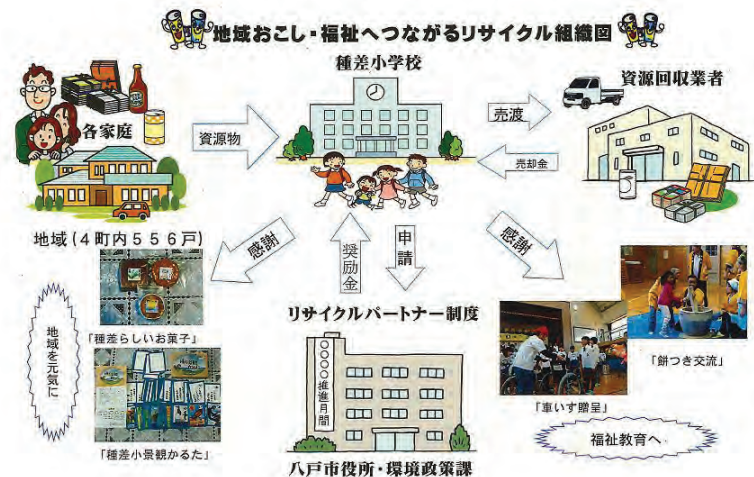 地域おこし・福祉へつながるリサイクル組織図
種差小学校
資源回収業者
各家庭
資源物
売渡
売却金
地域(4町内556戸)
感謝
奨励金
申請
感謝
地域を元気に
「種差らしいお菓子」
リサイクルパートナー制度
〇〇〇〇推進月間
「餅つき交流」
「車いす贈呈」
「種差小景観かるた」
福祉教育へ
八戸市役所・環境政策課